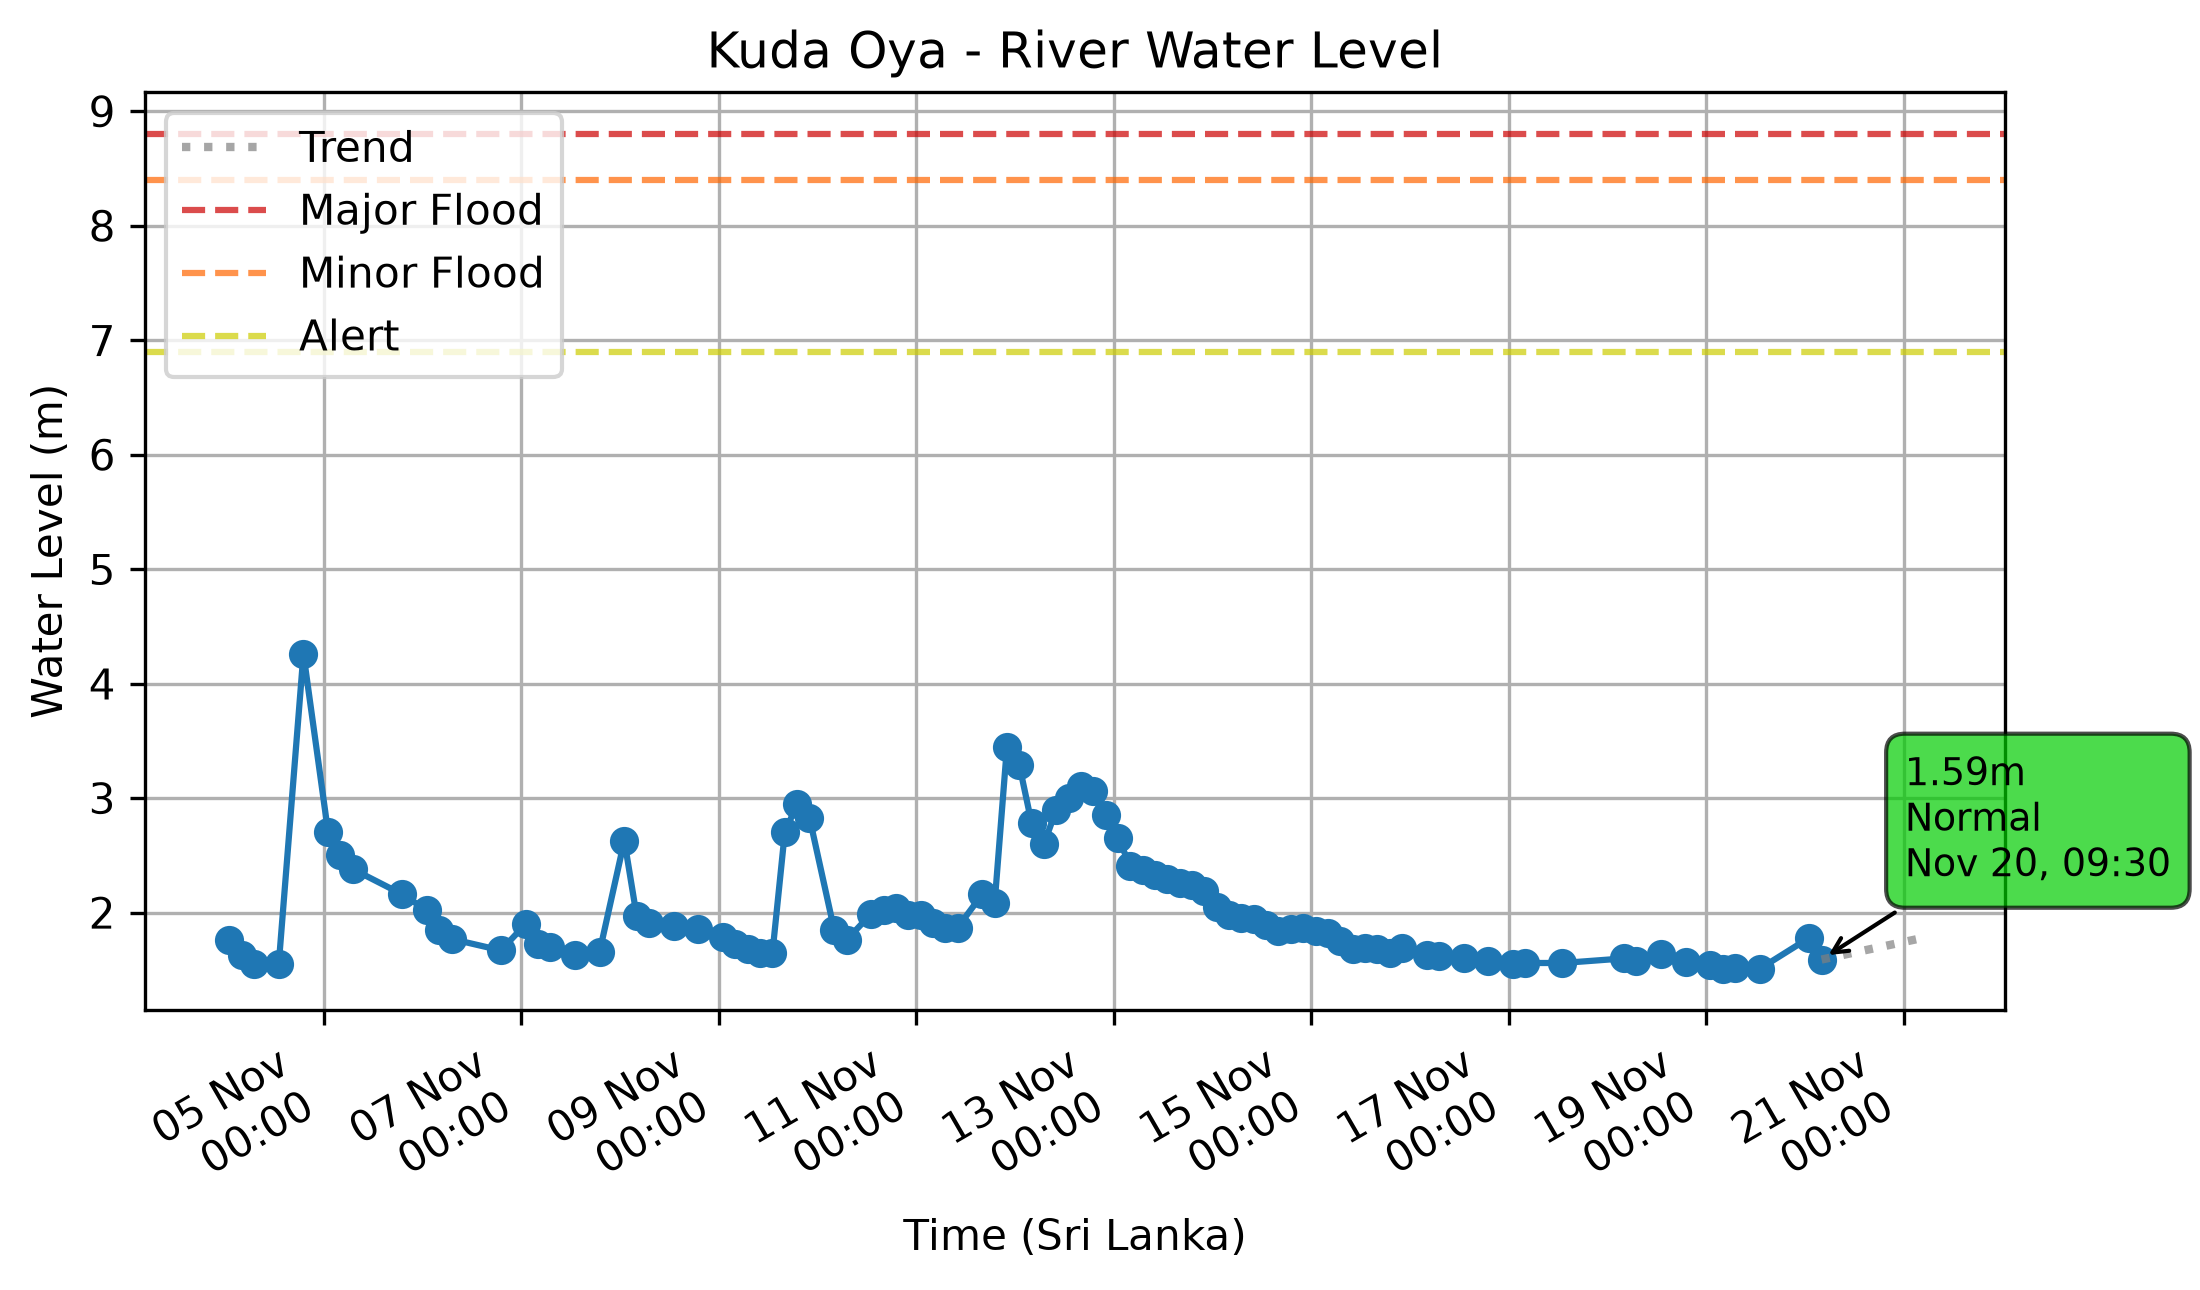 Kuda Oya - River Water Level
Trend
Major Flood
Minor Flood
Alert
9
8
7
6
5
4
3
2
Water Level (m)
1.59m
Normal
Nov 20, 09:30
05 Nov
00:00
07 Nov
00:00
09 Nov
00:00
11 Nov
00:00
13 Nov
00:00
15 Nov
00:00
17 Nov
00:00
19 Nov
00:00
21 Nov
00:00
Time (Sri Lanka)